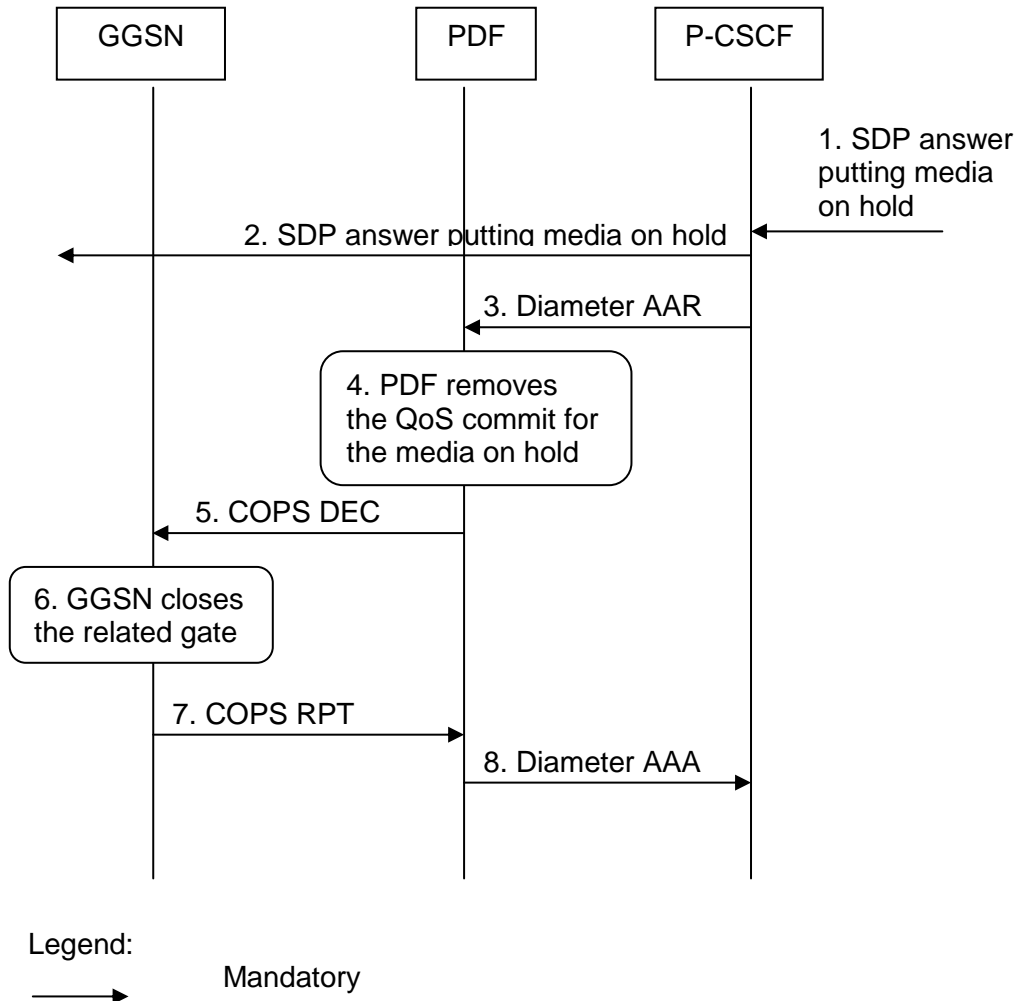 GGSN
PDF
P-CSCF
1. SDP answer
putting media
on hold
2. SDP answer putting media on hold
3. Diameter AAR
4. PDF removes
the QoS commit for
the media on hold
5. COPS DEC
6. GGSN closes
the related gate
7. COPS RPT
8. Diameter AAA
Legend:
Mandatory